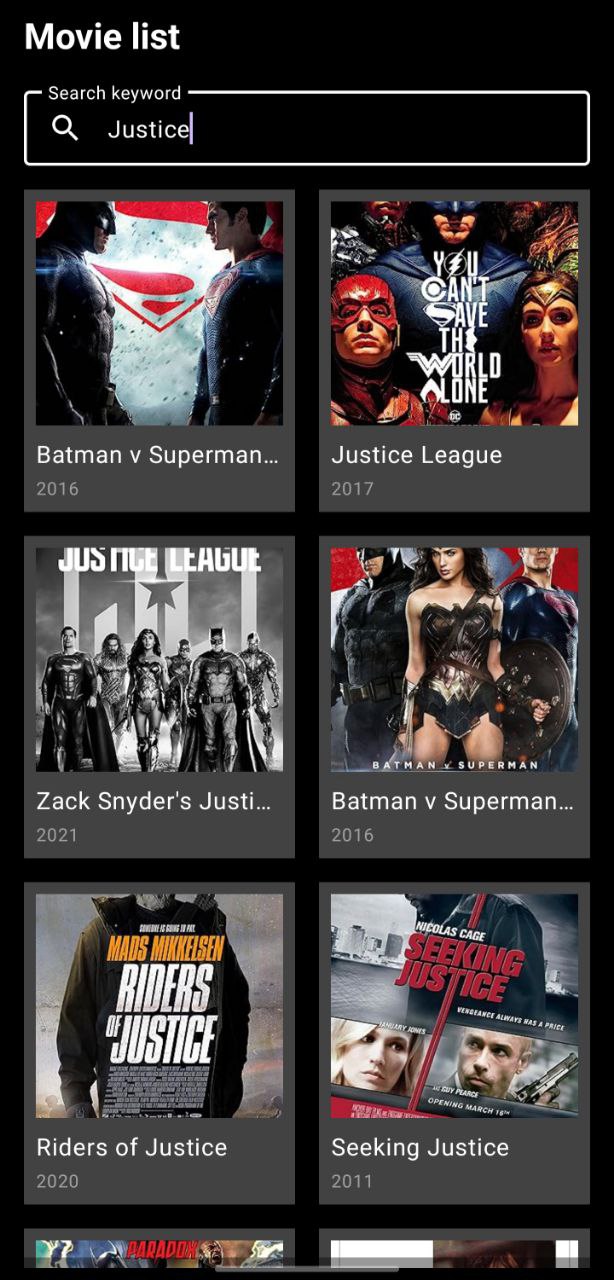 Movie list
Search keyword
Justice
YOU
CAN'T
SAVE
THE
WORLD
ALONE
DC
Batman v Superman…
2016
Justice League
2017
JUSTICE LEAGUE
BATMAN v SUPERMAN
Zack Snyder's Justi…
2021
Batman v Superman…
2016
SOMEONE IS GOING TO PAY.
MADS MIKKELSEN
RIDERS
OF JUSTICE
NICOLAS CAGE
SEEKING
JUSTICE
VENGEANCE ALWAYS HAS A PRICE
JANUARY JONES
AND GUY PEARCE
OPENING MARCH 16TH
Riders of Justice
2020
Seeking Justice
2011
PARADOX